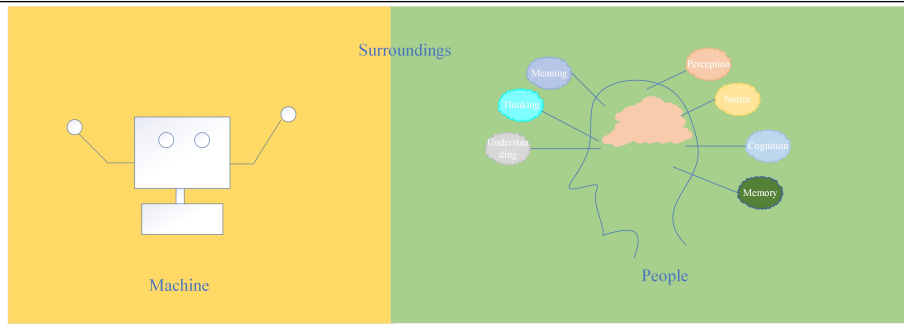 Surroundings
Perception
Meaning
Notice
Thinking
Cognition
Understan
ding
Memory
People
Machine